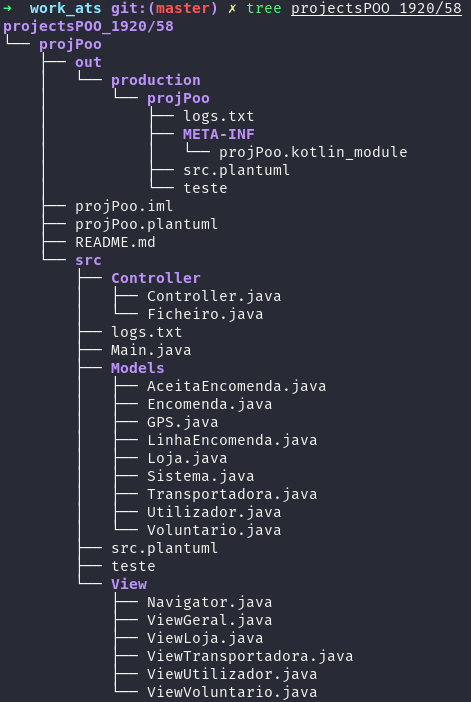 ➜  work_ats git:(master) ✗ tree projectsPOO_1920/58
projectsPOO_1920/58
└── projPoo
    ├── out
    │   └── production
    │       └── projPoo
    │           ├── logs.txt
    │           ├── META-INF
    │           │   └── projPoo.kotlin_module
    │           ├── src.plantuml
    │           └── teste
    ├── projPoo.iml
    ├── projPoo.plantuml
    ├── README.md
    └── src
        ├── Controller
        │   ├── Controller.java
        │   └── Ficheiro.java
        ├── logs.txt
        ├── Main.java
        ├── Models
        │   ├── AceitaEncomenda.java
        │   ├── Encomenda.java
        │   ├── GPS.java
        │   ├── LinhaEncomenda.java
        │   ├── Loja.java
        │   ├── Sistema.java
        │   ├── Transportadora.java
        │   ├── Utilizador.java
        │   └── Voluntario.java
        ├── src.plantuml
        ├── teste
        └── View
            ├── Navigator.java
            ├── ViewGeral.java
            ├── ViewLoja.java
            ├── ViewTransportadora.java
            ├── ViewUtilizador.java
            └── ViewVoluntario.java